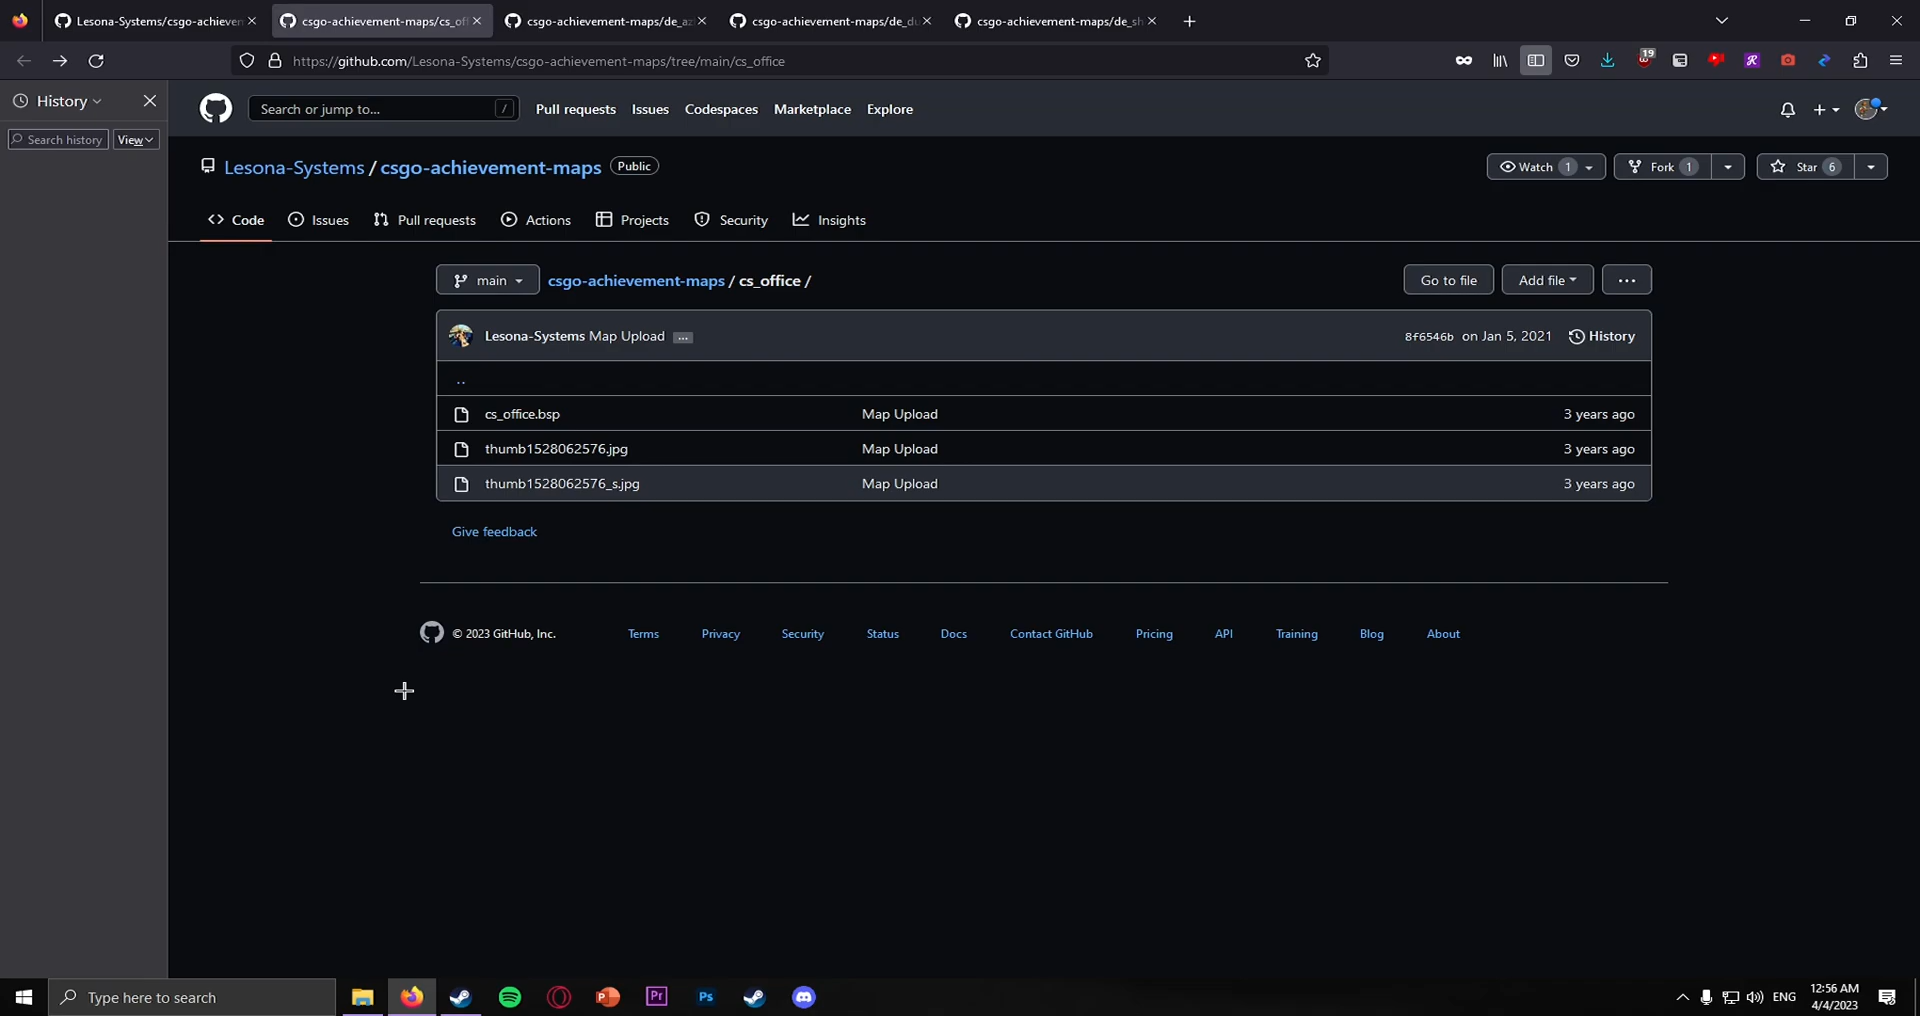 Lesona-Systems/csgo-achieven
csgo-achievement-maps/cs_off
csgo-achievement-maps/de_az
csgo-achievement-maps/de_du
csgo-achievement-maps/de_sh
https://github.com/Lesona-Systems/csgo-achievement-maps/tree/main/cs_office
19
History
Search or jump to...
/
Pull requests
Issues
Codespaces
Marketplace
Explore
Search history
View
Lesona-Systems / csgo-achievement-maps
Public
Watch 1
Fork 1
Star 6
Code
Issues
Pull requests
Actions
Projects
Security
Insights
main
csgo-achievement-maps / cs_office /
Go to file
Add file
...
Lesona-Systems Map Upload ...
8f6546b on Jan 5, 2021
History
..
cs_office.bsp Map Upload 3 years ago
thumb1528062576.jpg Map Upload 3 years ago
thumb1528062576_s.jpg Map Upload 3 years ago
Give feedback
© 2023 GitHub, Inc.
Terms
Privacy
Security
Status
Docs
Contact GitHub
Pricing
API
Training
Blog
About
Type here to search
Pr
Ps
ENG
12:56 AM
4/4/2023